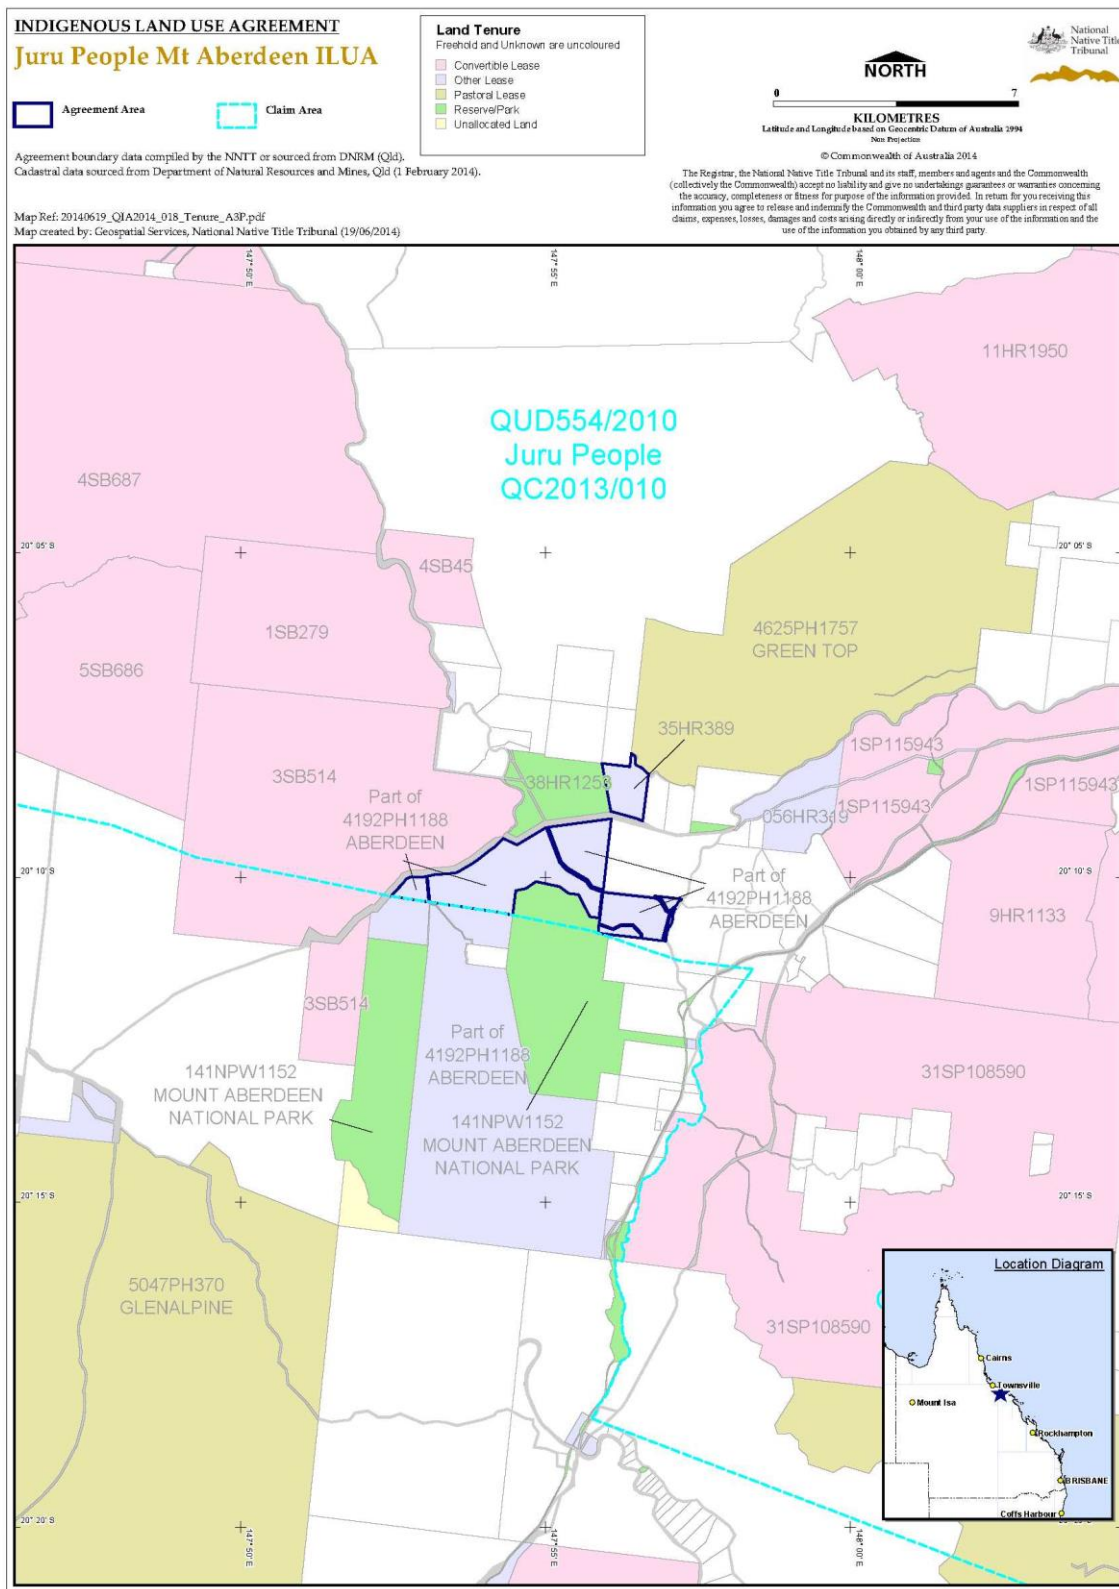 INDIGENOUS LAND USE AGREEMENT
Juru People Mt Aberdeen ILUA
Agreement Area
Claim Area
Agreement boundary data compiled by the NNTT or sourced from DNRM (Qld).
Cadastral data sourced from Department of Natural Resources and Mines, Qld (1 February 2014).
Map Ref: 20140619_QIA2014_018_Tenure_A3P.pdf
Map created by: Geospatial Services, National Native Title Tribunal (19/06/2014)
Land Tenure
Freehold and Unknown are uncoloured
Convertible Lease
Other Lease
Pastoral Lease
Reserve/Park
Unallocated Land
NORTH
0 7
KILOMETRES
Latitude and Longitude based on Geocentric Datum of Australia 1994
Non Projection
© Commonwealth of Australia 2014
The Registrar, the National Native Title Tribunal and its staff, members and agents and the Commonwealth
(collectively the Commonwealth) accept no liability and give no undertakings guarantees or warranties concerning
the accuracy, completeness or fitness for purpose of the information provided. In return for you receiving this
information you agree to release and indemnify the Commonwealth and third party data suppliers in respect of all
claims, expenses, losses, damages and costs arising directly or indirectly from your use of the information and the
use of the information you obtained by any third party.
National
Native Title
Tribunal
147° 50' E
147° 55' E
148° 00' E
11HR1950
QUD554/2010
Juru People
QC2013/010
4SB687
20° 05' S
20° 05' S
4SB45
1SB279
5SB686
4625PH1757
GREEN TOP
35HR389
1SP115943
3SB514
38HR1253
1SP115943
Part of
4192PH1188
ABERDEEN
056HR319
1SP115943
20° 10' S
20° 10' S
Part of
4192PH1188
ABERDEEN
9HR1133
3SB514
Part of
4192PH1188
ABERDEEN
31SP108590
141NPW1152
MOUNT ABERDEEN
NATIONAL PARK
141NPW1152
MOUNT ABERDEEN
NATIONAL PARK
20° 15' S
20° 15' S
5047PH370
GLENALPINE
31SP108590
Location Diagram
Cairns
Townsville
Mount Isa
Rockhampton
BRISBANE
Coffs Harbour
20° 20' S
147° 50' E
147° 55' E
148° 00' E